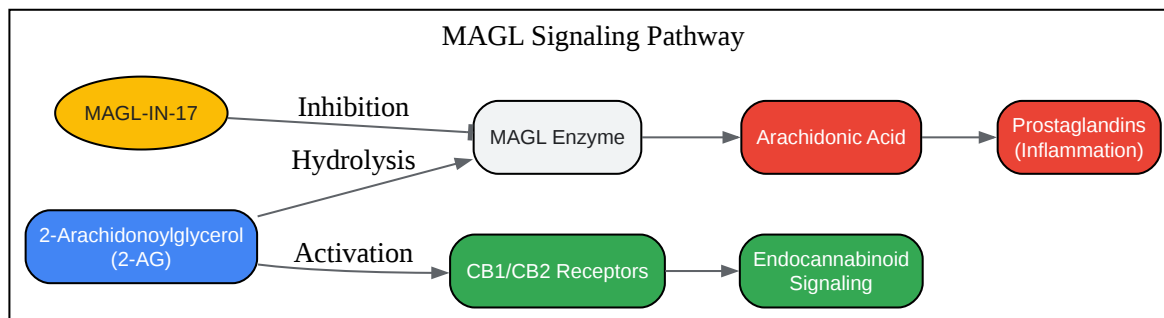 MAGL Signaling Pathway
MAGL-IN-17
Inhibition
MAGL Enzyme
Arachidonic Acid
Prostaglandins
(Inflammation)
Hydrolysis
2-Arachidonoylglycerol
(2-AG)
Activation
CB1/CB2 Receptors
Endocannabinoid
Signaling